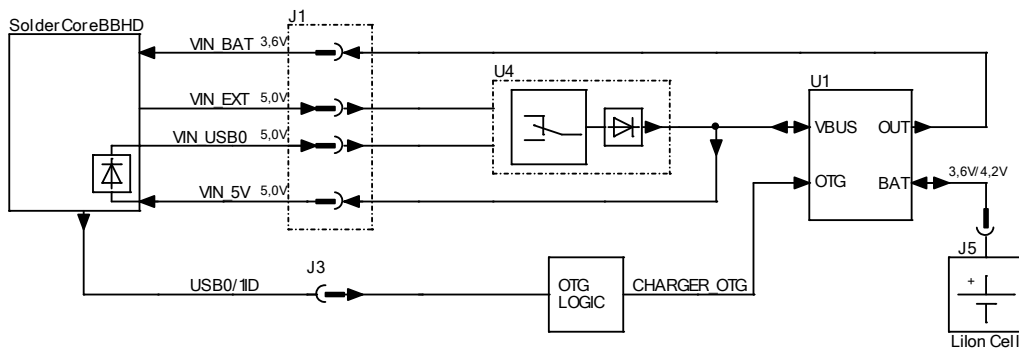 SolderCoreBBHD
J1
VIN_BAT 3,6V
U4
U1
VIN_EXT 5,0V
VIN_USB0 5,0V
VBUS OUT
VIN_5V 5,0V
OTG BAT
3,6V/4,2V
J3
J5
USB0/1ID
OTG
LOGIC
CHARGER_OTG
+
LiIon Cell